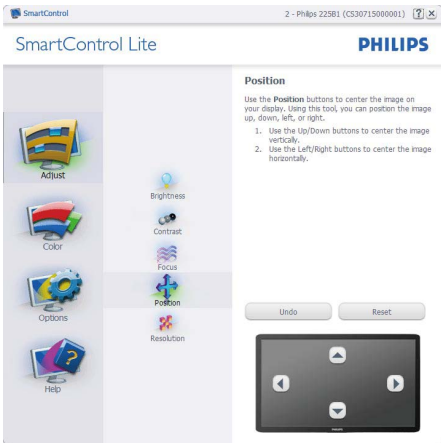 SmartControl
2 - Philips 225B1 (CS30715000001)
SmartControl Lite
PHILIPS
Adjust
Color
Options
Help
Brightness
Contrast
Focus
Position
Resolution
Position
Use the Position buttons to center the image on
your display. Using this tool, you can position the image
up, down, left, or right.
1. Use the Up/Down buttons to center the image
vertically.
2. Use the Left/Right buttons to center the image
horizontally.
Undo
Reset
PHILIPS